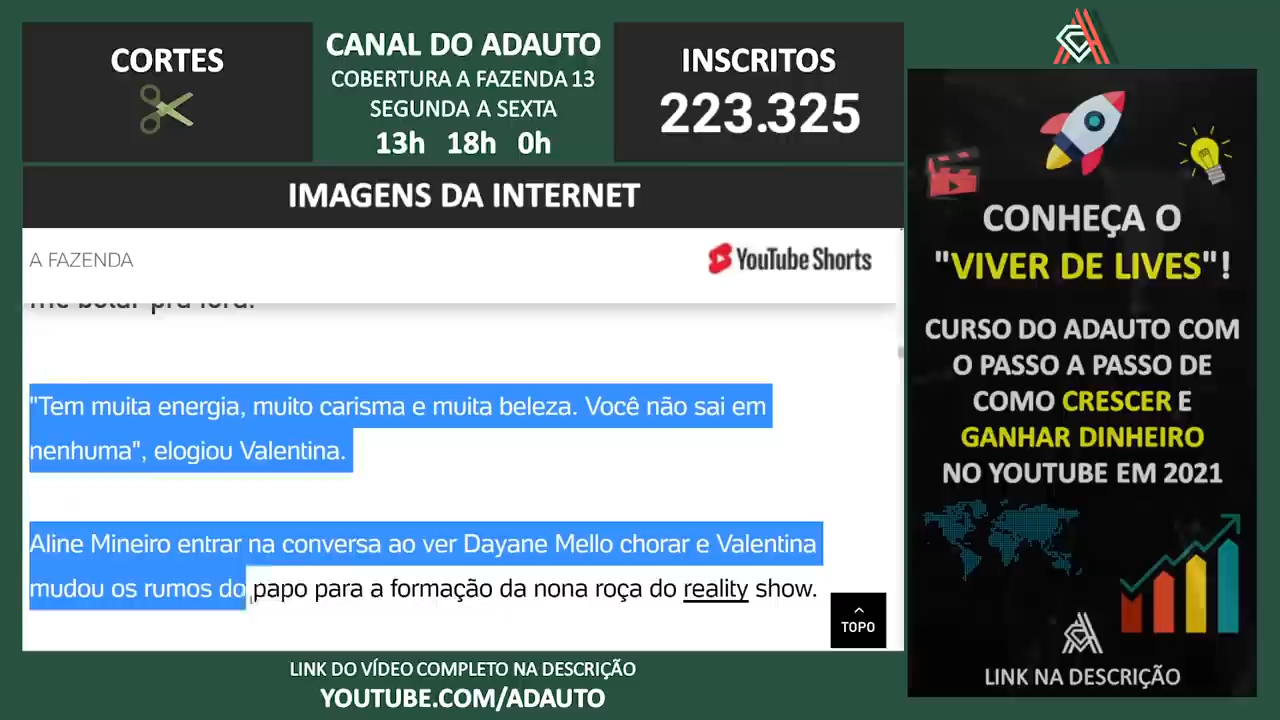 CORTES
CANAL DO ADAUTO
COBERTURA A FAZENDA 13
SEGUNDA A SEXTA
13h 18h 0h
INSCRITOS
223.325
IMAGENS DA INTERNET
A FAZENDA
YouTube Shorts
me botar pra fora.
"Tem muita energia, muito carisma e muita beleza. Você não sai em
nenhuma", elogiou Valentina.
Aline Mineiro entrar na conversa ao ver Dayane Mello chorar e Valentina
mudou os rumos do papo para a formação da nona roça do reality show.
TOPO
LINK DO VÍDEO COMPLETO NA DESCRIÇÃO
YOUTUBE.COM/ADAUTO
CONHEÇA O
"VIVER DE LIVES"!
CURSO DO ADAUTO COM
O PASSO A PASSO DE
COMO CRESCER E
GANHAR DINHEIRO
NO YOUTUBE EM 2021
LINK NA DESCRIÇÃO